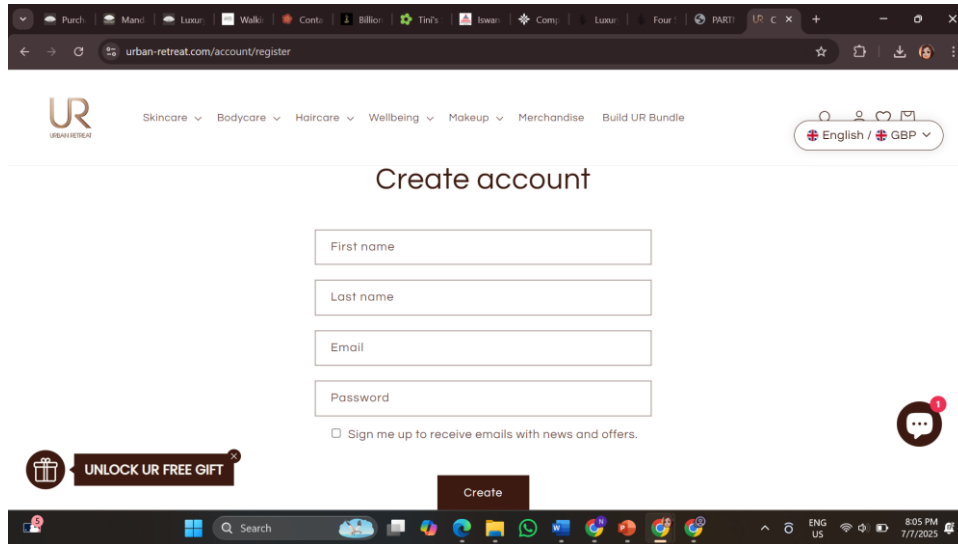 Purch
Mand
Luxur
Walki
Conta
Billion
Tini's
Iswan
Comp
Luxur
Four S
PART
UR C
urban-retreat.com/account/register
UR
URBAN RETREAT
Skincare
Bodycare
Haircare
Wellbeing
Makeup
Merchandise
Build UR Bundle
English / GBP
Create account
First name
Last name
Email
Password
Sign me up to receive emails with news and offers.
1
UNLOCK UR FREE GIFT
Create
5
Search
ENG
US
8:05 PM
7/7/2025